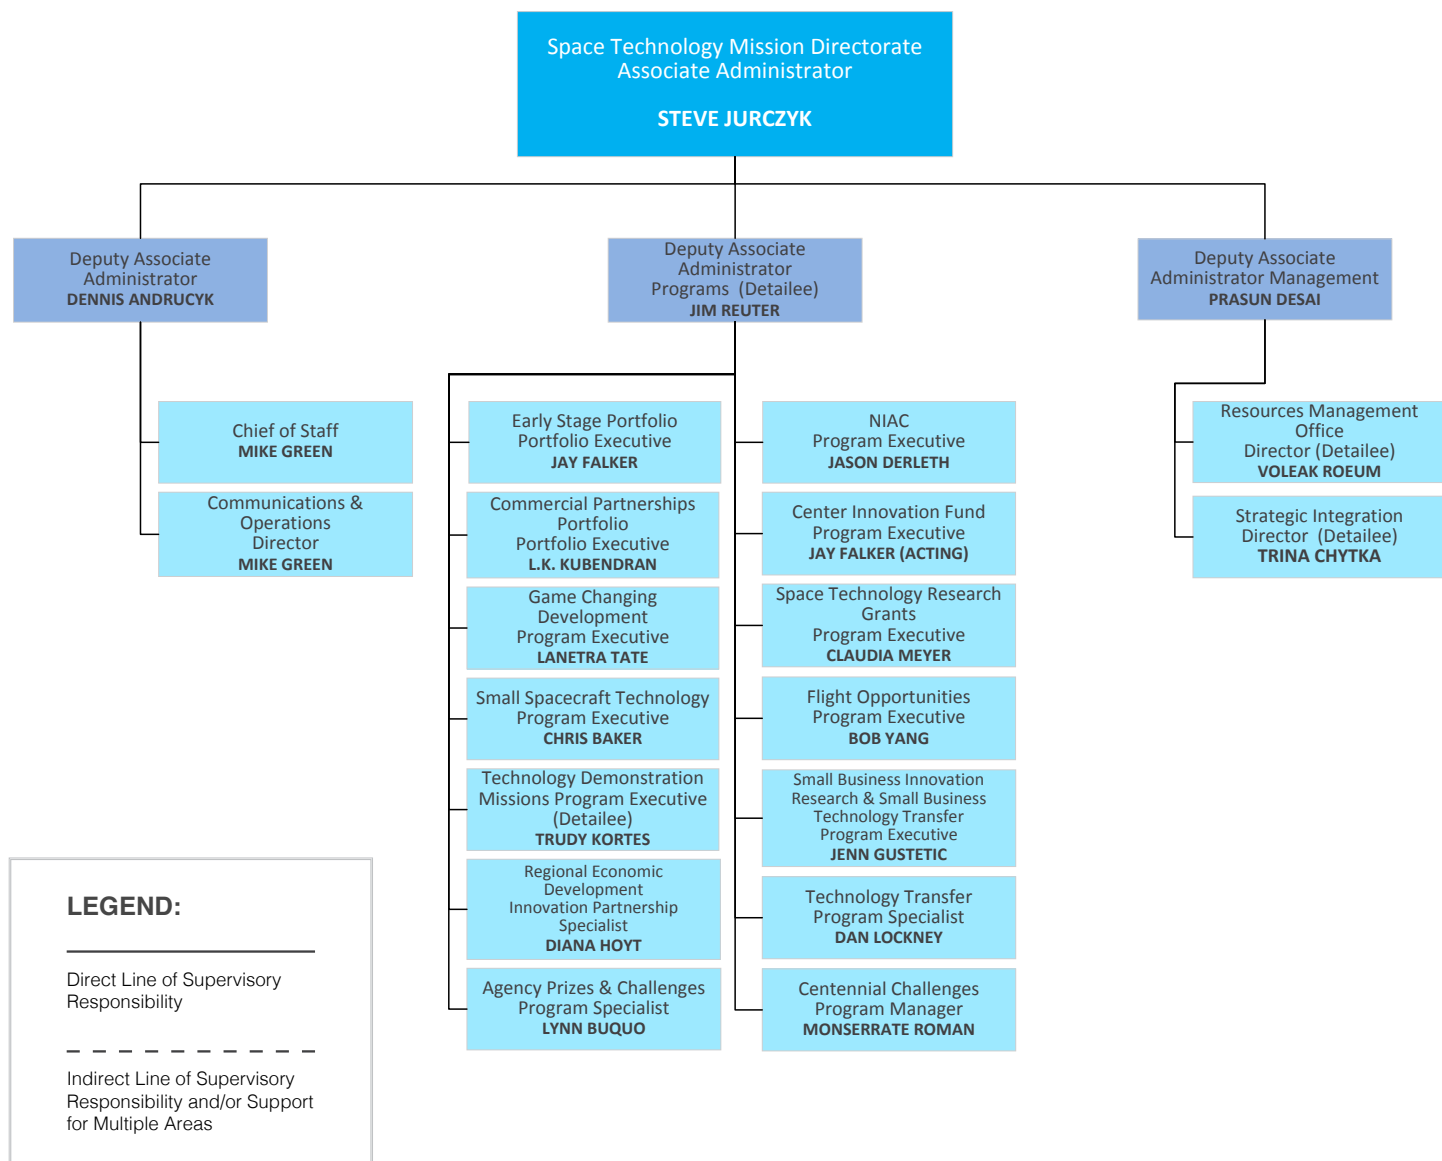 Space Technology Mission Directorate
Associate Administrator
STEVE JURCZYK
Deputy Associate
Administrator
DENNIS ANDRUCYK
Deputy Associate
Administrator
Programs (Detailee)
JIM REUTER
Deputy Associate
Administrator Management
PRASUN DESAI
Chief of Staff
MIKE GREEN
Communications &
Operations
Director
MIKE GREEN
Early Stage Portfolio
Portfolio Executive
JAY FALKER
Commercial Partnerships
Portfolio
Portfolio Executive
L.K. KUBENDRAN
Game Changing
Development
Program Executive
LANETRA TATE
Small Spacecraft Technology
Program Executive
CHRIS BAKER
Technology Demonstration
Missions Program Executive
(Detailee)
TRUDY KORTES
Regional Economic
Development
Innovation Partnership
Specialist
DIANA HOYT
Agency Prizes & Challenges
Program Specialist
LYNN BUQUO
NIAC
Program Executive
JASON DERLETH
Center Innovation Fund
Program Executive
JAY FALKER (ACTING)
Space Technology Research
Grants
Program Executive
CLAUDIA MEYER
Flight Opportunities
Program Executive
BOB YANG
Small Business Innovation
Research & Small Business
Technology Transfer
Program Executive
JENN GUSTETIC
Technology Transfer
Program Specialist
DAN LOCKNEY
Centennial Challenges
Program Manager
MONSERRATE ROMAN
Resources Management
Office
Director (Detailee)
VOLEAK ROEUM
Strategic Integration
Director (Detailee)
TRINA CHYTKA
LEGEND:
Direct Line of Supervisory
Responsibility
Indirect Line of Supervisory
Responsibility and/or Support
for Multiple Areas